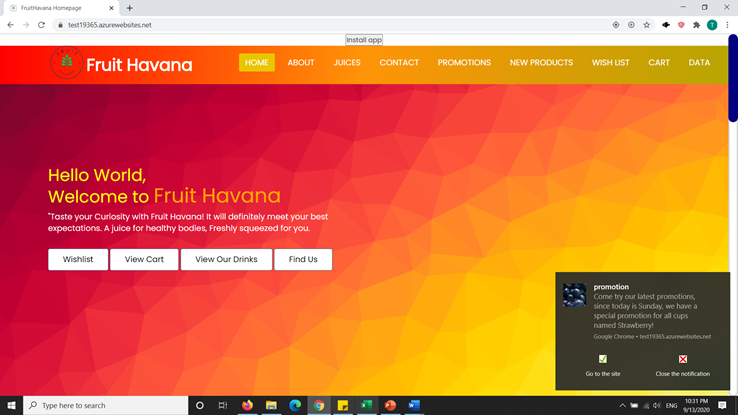 FruitHavana Homepage
test19365.azurewebsites.net
T
Install app
Fruit Havana
HOME
ABOUT
JUICES
CONTACT
PROMOTIONS
NEW PRODUCTS
WISH LIST
CART
DATA
Hello World,
Welcome to Fruit Havana
"Taste your Curiosity with Fruit Havana! It will definitely meet your best
expectations. A juice for healthy bodies, Freshly squeezed for you.
Wishlist
View Cart
View Our Drinks
Find Us
promotion
Come try our latest promotions,
since today is Sunday, we have a
special promotion for all cups
named Strawberry!
Google Chrome • test19365.azurewebsites.net
Go to the site
Close the notification
Type here to search
ENG
10:31 PM
9/13/2020